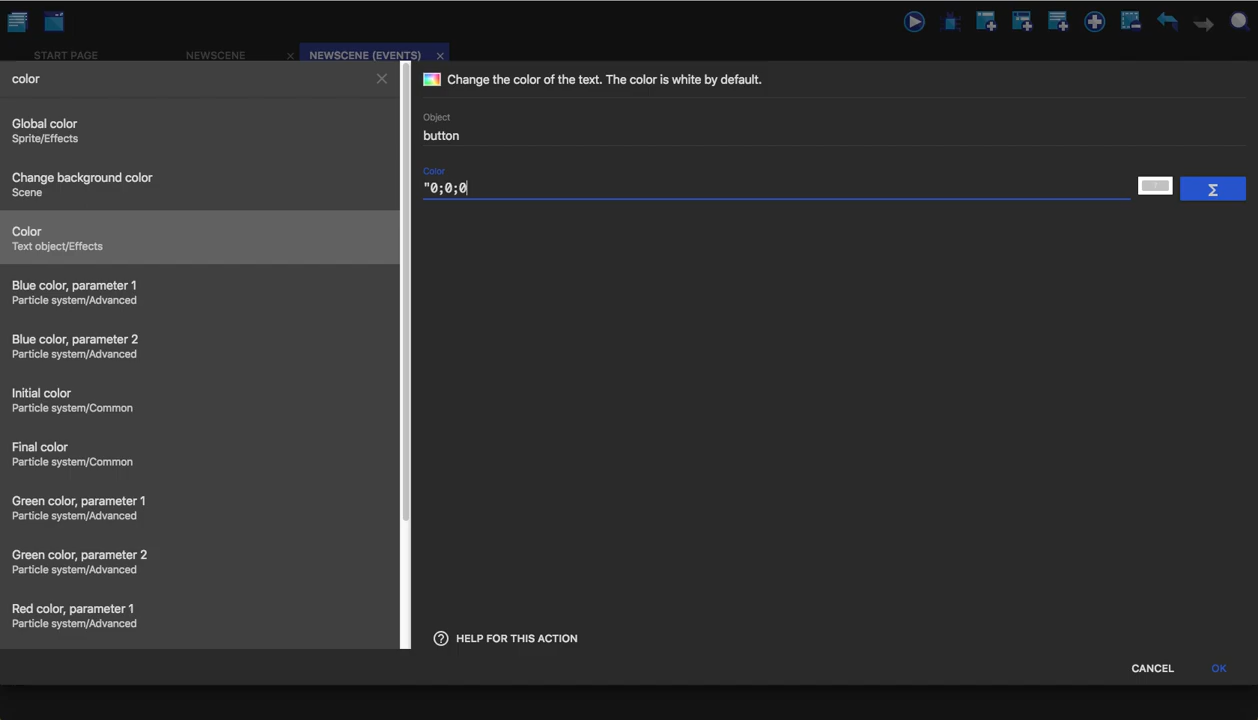 START PAGE
NEWSCENE
NEWSCENE (EVENTS)
color
Global color
Sprite/Effects
Change background color
Scene
Color
Text object/Effects
Blue color, parameter 1
Particle system/Advanced
Blue color, parameter 2
Particle system/Advanced
Initial color
Particle system/Common
Final color
Particle system/Common
Green color, parameter 1
Particle system/Advanced
Green color, parameter 2
Particle system/Advanced
Red color, parameter 1
Particle system/Advanced
Change the color of the text. The color is white by default.
Object
button
Color
"0;0;0
Σ
HELP FOR THIS ACTION
CANCEL
OK